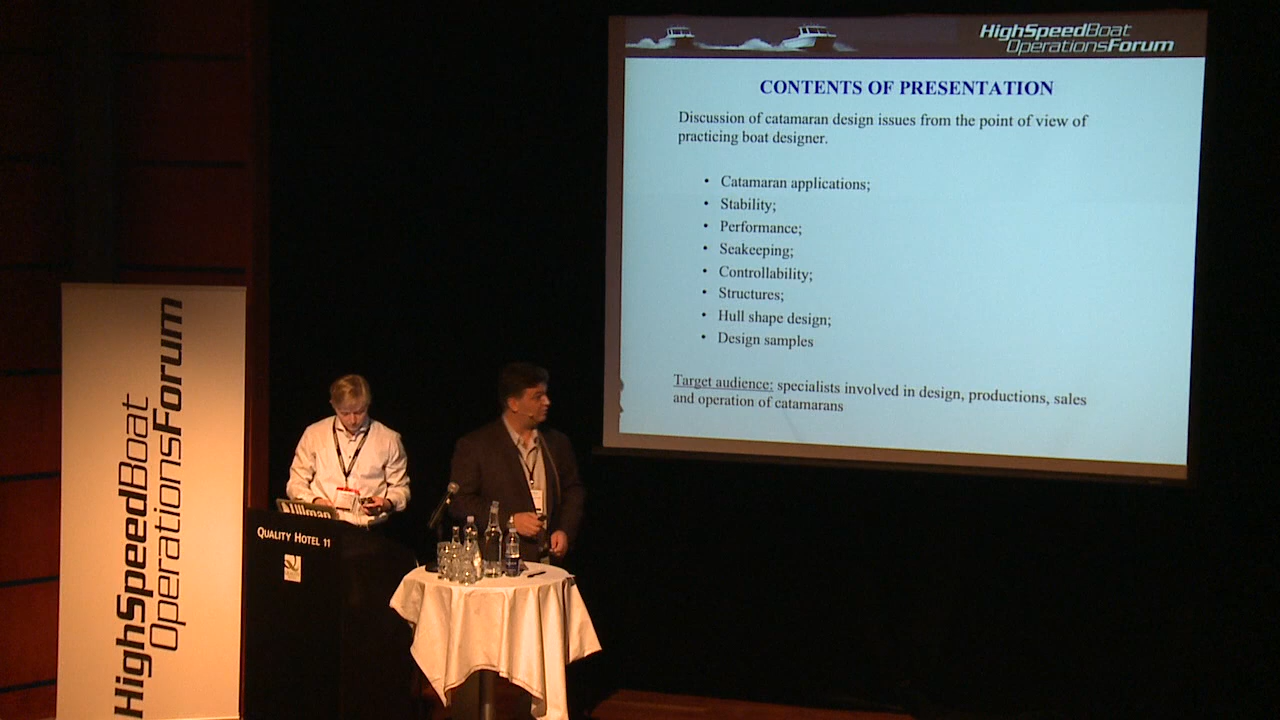 HighSpeedBoat
OperationsForum
CONTENTS OF PRESENTATION
Discussion of catamaran design issues from the point of view of
practicing boat designer.
• Catamaran applications;
• Stability;
• Performance;
• Seakeeping;
• Controllability;
• Structures;
• Hull shape design;
• Design samples
Target audience: specialists involved in design, productions, sales
and operation of catamarans
HighSpeedBoat
OperationsForum
Ullman
QUALITY HOTEL 11